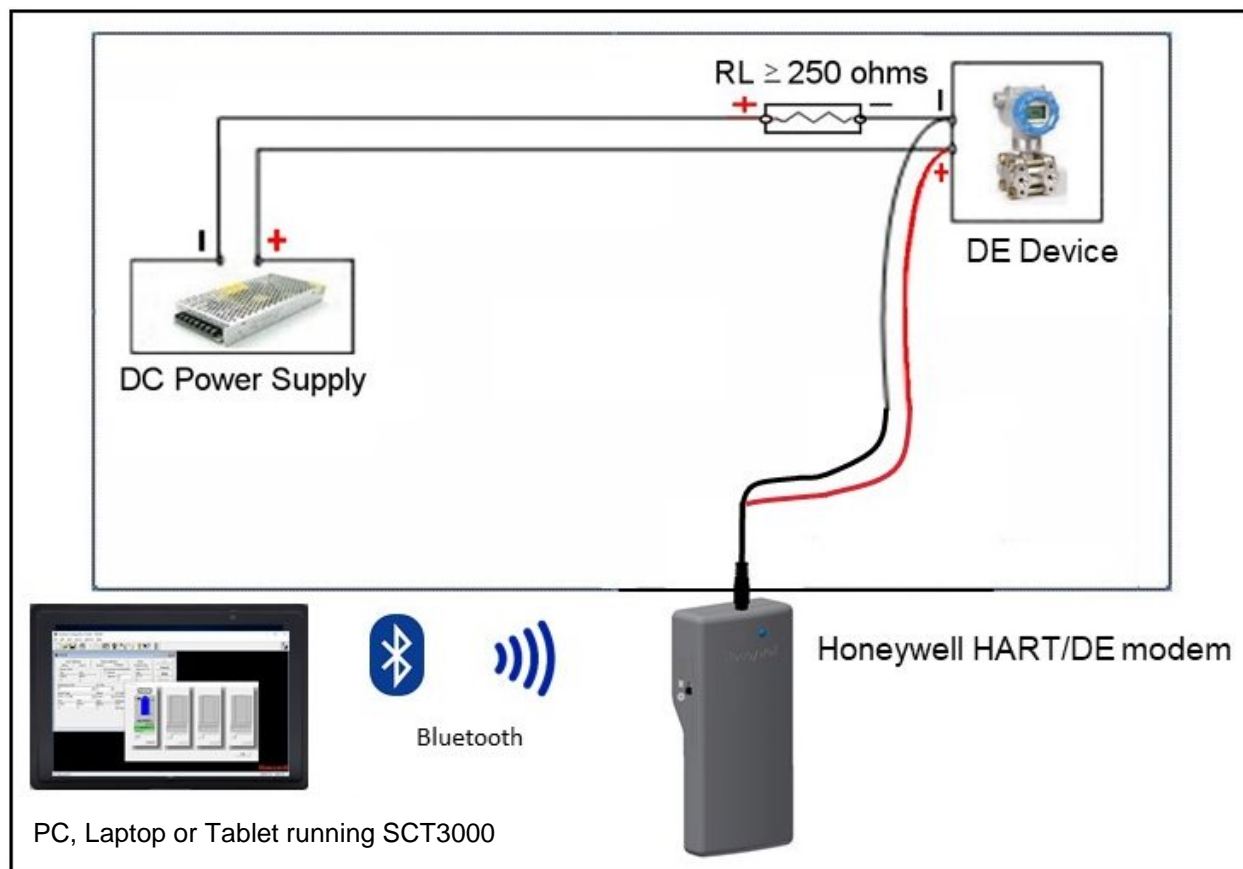 RL ≥ 250 ohms
+
−
I
+
DE Device
I
+
DC Power Supply
Honeywell HART/DE modem
Bluetooth
PC, Laptop or Tablet running SCT3000